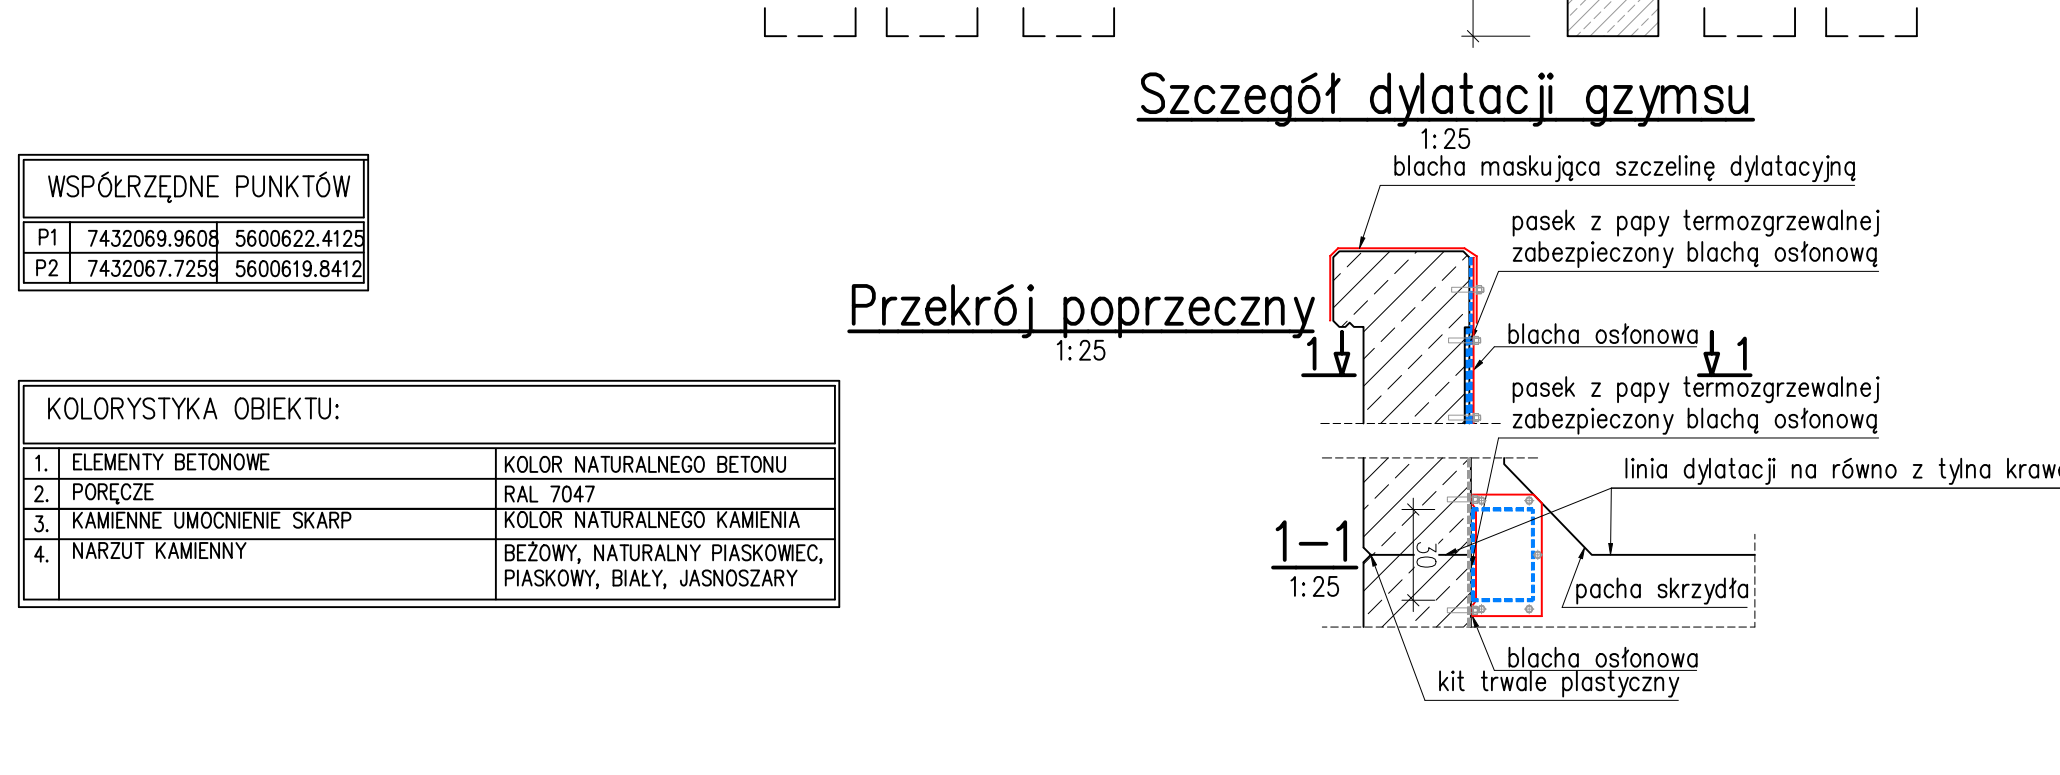 Szczegół dylatacji gzymsu
1:25
blacha maskująca szczelinę dylatacyjną
pasek z papy termozgrzewalnej
zabezpieczony blachą osłonową
WSPÓŁRZĘDNE PUNKTÓW
P1 7432069.9608 5600622.4125
P2 7432067.7259 5600619.8412
Przekrój poprzeczny
1:25
1
blacha osłonowa
1
pasek z papy termozgrzewalnej
zabezpieczony blachą osłonową
KOLORYSTYKA OBIEKTU:
1. ELEMENTY BETONOWE KOLOR NATURALNEGO BETONU
2. PORĘCZE RAL 7047
3. KAMIENNE UMOCNIENIE SKARP KOLOR NATURALNEGO KAMIENIA
4. NARZUT KAMIENNY BEŻOWY, NATURALNY PIASKOWIEC,
PIASKOWY, BIAŁY, JASNOSZARY
linia dylatacji na równo z tylna
1-1
1:25
30
pacha skrzydła
blacha osłonowa
kit trwale plastyczny